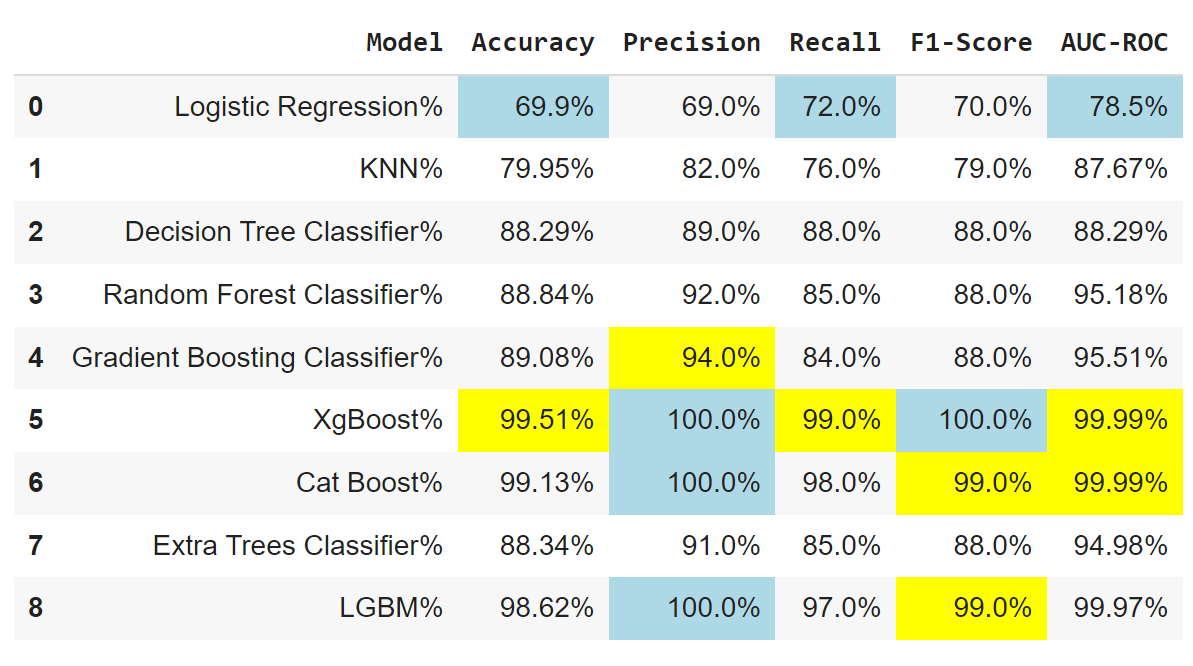 Model Accuracy Precision Recall F1-Score AUC-ROC
0 Logistic Regression% 69.9% 69.0% 72.0% 70.0% 78.5%
1 KNN% 79.95% 82.0% 76.0% 79.0% 87.67%
2 Decision Tree Classifier% 88.29% 89.0% 88.0% 88.0% 88.29%
3 Random Forest Classifier% 88.84% 92.0% 85.0% 88.0% 95.18%
4 Gradient Boosting Classifier% 89.08% 94.0% 84.0% 88.0% 95.51%
5 XgBoost% 99.51% 100.0% 99.0% 100.0% 99.99%
6 Cat Boost% 99.13% 100.0% 98.0% 99.0% 99.99%
7 Extra Trees Classifier% 88.34% 91.0% 85.0% 88.0% 94.98%
8 LGBM% 98.62% 100.0% 97.0% 99.0% 99.97%